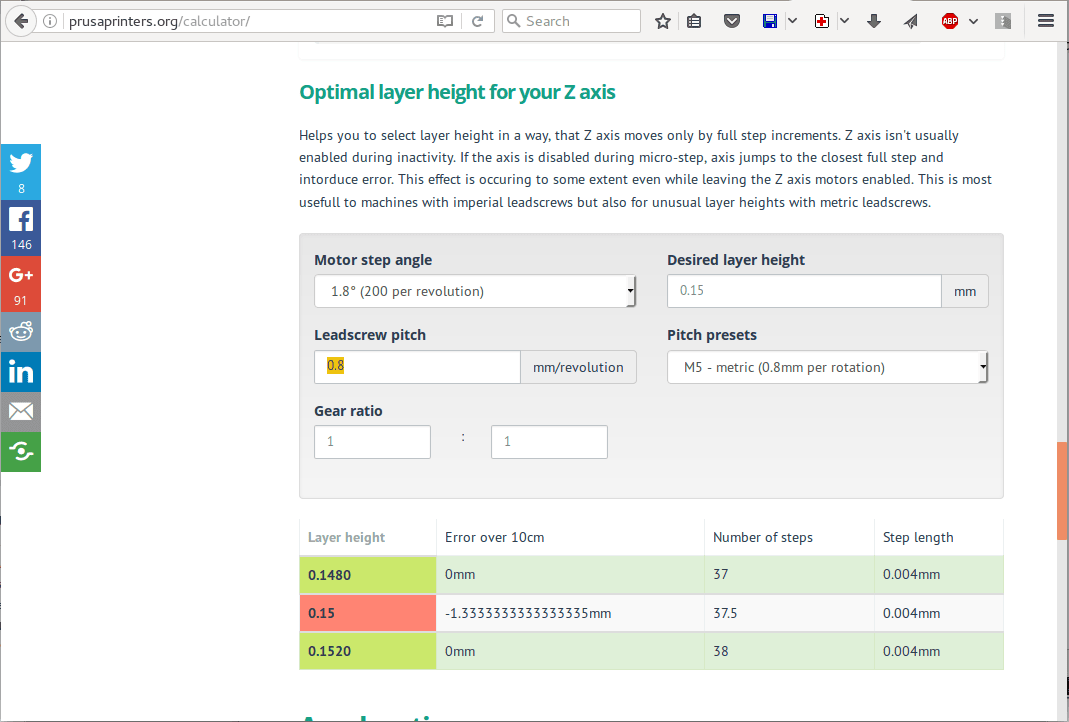 prusaprinters.org/calculator/
Search
ABP
Optimal layer height for your Z axis
Helps you to select layer height in a way, that Z axis moves only by full step increments. Z axis isn't usually
enabled during inactivity. If the axis is disabled during micro-step, axis jumps to the closest full step and
intorduce error. This effect is occuring to some extent even while leaving the Z axis motors enabled. This is most
usefull to machines with imperial leadscrews but also for unusual layer heights with metric leadscrews.
8
146
G+
91
in
Motor step angle
Desired layer height
1.8° (200 per revolution)
0.15
mm
Leadscrew pitch
Pitch presets
0.8
mm/revolution
M5 - metric (0.8mm per rotation)
Gear ratio
1
:
1
Layer height
Error over 10cm
Number of steps
Step length
0.1480
0mm
37
0.004mm
0.15
-1.3333333333333335mm
37.5
0.004mm
0.1520
0mm
38
0.004mm